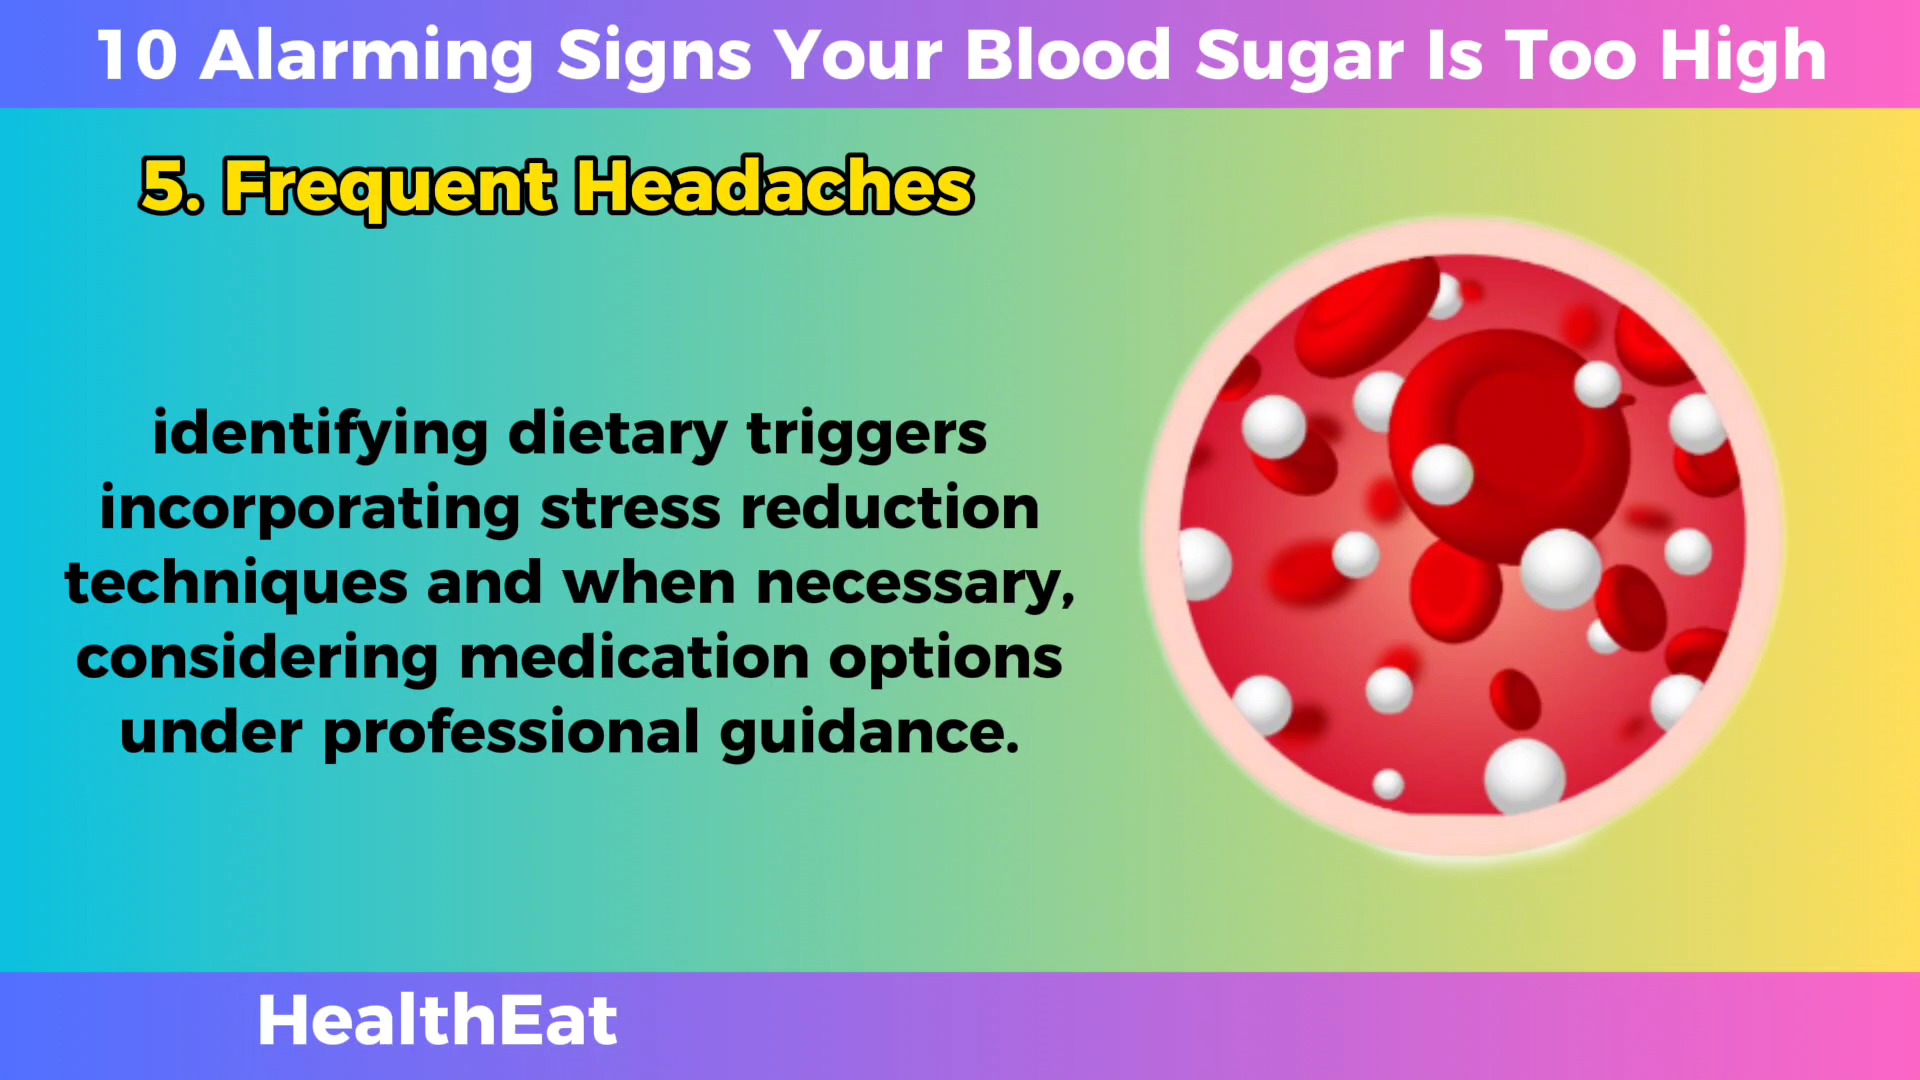 10 Alarming Signs Your Blood Sugar Is Too High
5. Frequent Headaches
identifying dietary triggers
incorporating stress reduction
techniques and when necessary,
considering medication options
under professional guidance.
HealthEat